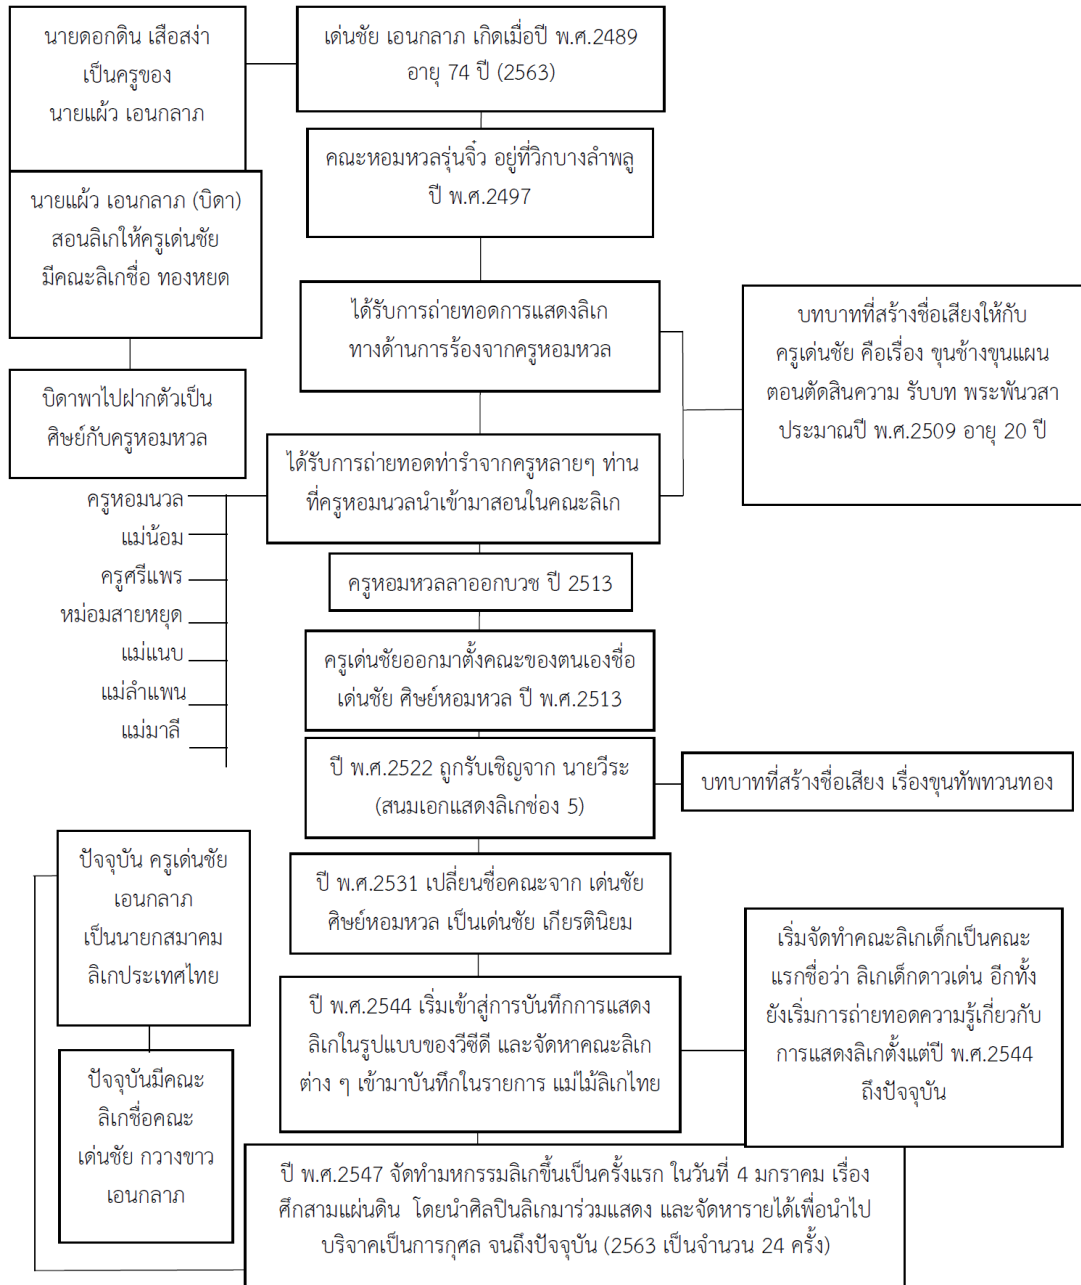 นายดอกดิน เสือสง่า
เป็นครูของ
นายแผ้ว เอนกลาภ
เด่นชัย เอนกลาภ เกิดเมื่อปี พ.ศ.2489
อายุ 74 ปี (2563)
คณะหอมหวลรุ่นจิ๋ว อยู่ที่วิกบางลำพลู
ปี พ.ศ.2497
นายแผ้ว เอนกลาภ (บิดา)
สอนลิเกให้ครูเด่นชัย
มีคณะลิเกชื่อ ทองหยด
ได้รับการถ่ายทอดการแสดงลิเก
ทางด้านการร้องจากครูหอมหวล
บทบาทที่สร้างชื่อเสียงให้กับ
ครูเด่นชัย คือเรื่อง ขุนช้างขุนแผน
ตอนตัดสินความ รับบท พระพันวสา
ประมาณปี พ.ศ.2509 อายุ 20 ปี
บิดาพาไปฝากตัวเป็น
ศิษย์กับครูหอมหวล
ได้รับการถ่ายทอดท่ารำจากครูหลายๆ ท่าน
ที่ครูหอมนวลนำเข้ามาสอนในคณะลิเก
ครูหอมนวล
แม่น้อม
ครูศรีแพร
หม่อมสายหยุด
แม่แนบ
แม่ลำแพน
แม่มาลี
ครูหอมหวลลาออกบวช ปี 2513
ครูเด่นชัยออกมาตั้งคณะของตนเองชื่อ
เด่นชัย ศิษย์หอมหวล ปี พ.ศ.2513
ปี พ.ศ.2522 ถูกรับเชิญจาก นายวีระ
(สนมเอกแสดงลิเกช่อง 5)
บทบาทที่สร้างชื่อเสียง เรื่องขุนทัพทวนทอง
ปี พ.ศ.2531 เปลี่ยนชื่อคณะจาก เด่นชัย
ศิษย์หอมหวล เป็นเด่นชัย เกียรตินิยม
ปัจจุบัน ครูเด่นชัย
เอนกลาภ
เป็นนายกสมาคม
ลิเกประเทศไทย
เริ่มจัดทำคณะลิเกเด็กเป็นคณะ
แรกชื่อว่า ลิเกเด็กดาวเด่น อีกทั้ง
ยังเริ่มการถ่ายทอดความรู้เกี่ยวกับ
การแสดงลิเกตั้งแต่ปี พ.ศ.2544
ถึงปัจจุบัน
ปี พ.ศ.2544 เริ่มเข้าสู่การบันทึกการแสดง
ลิเกในรูปแบบของวีซีดี และจัดหาคณะลิเก
ต่าง ๆ เข้ามาบันทึกในรายการ แม่ไม้ลิเกไทย
ปัจจุบันมีคณะ
ลิเกชื่อคณะ
เด่นชัย กวางขาว
เอนกลาภ
ปี พ.ศ.2547 จัดทำมหกรรมลิเกขึ้นเป็นครั้งแรก ในวันที่ 4 มกราคม เรื่อง
ศึกสามแผ่นดิน โดยนำศิลปินลิเกมาร่วมแสดง และจัดหารายได้เพื่อนำไป
บริจาคเป็นการกุศล จนถึงปัจจุบัน (2563 เป็นจำนวน 24 ครั้ง)